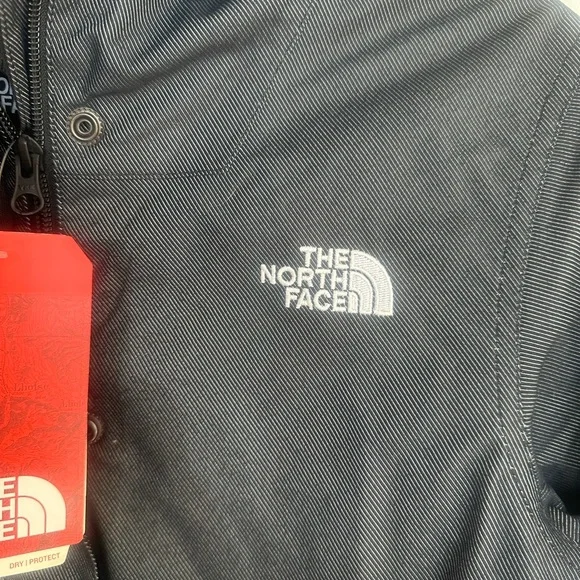 THE
NORTH
FACE
E
H
E
DRY | PROTECT